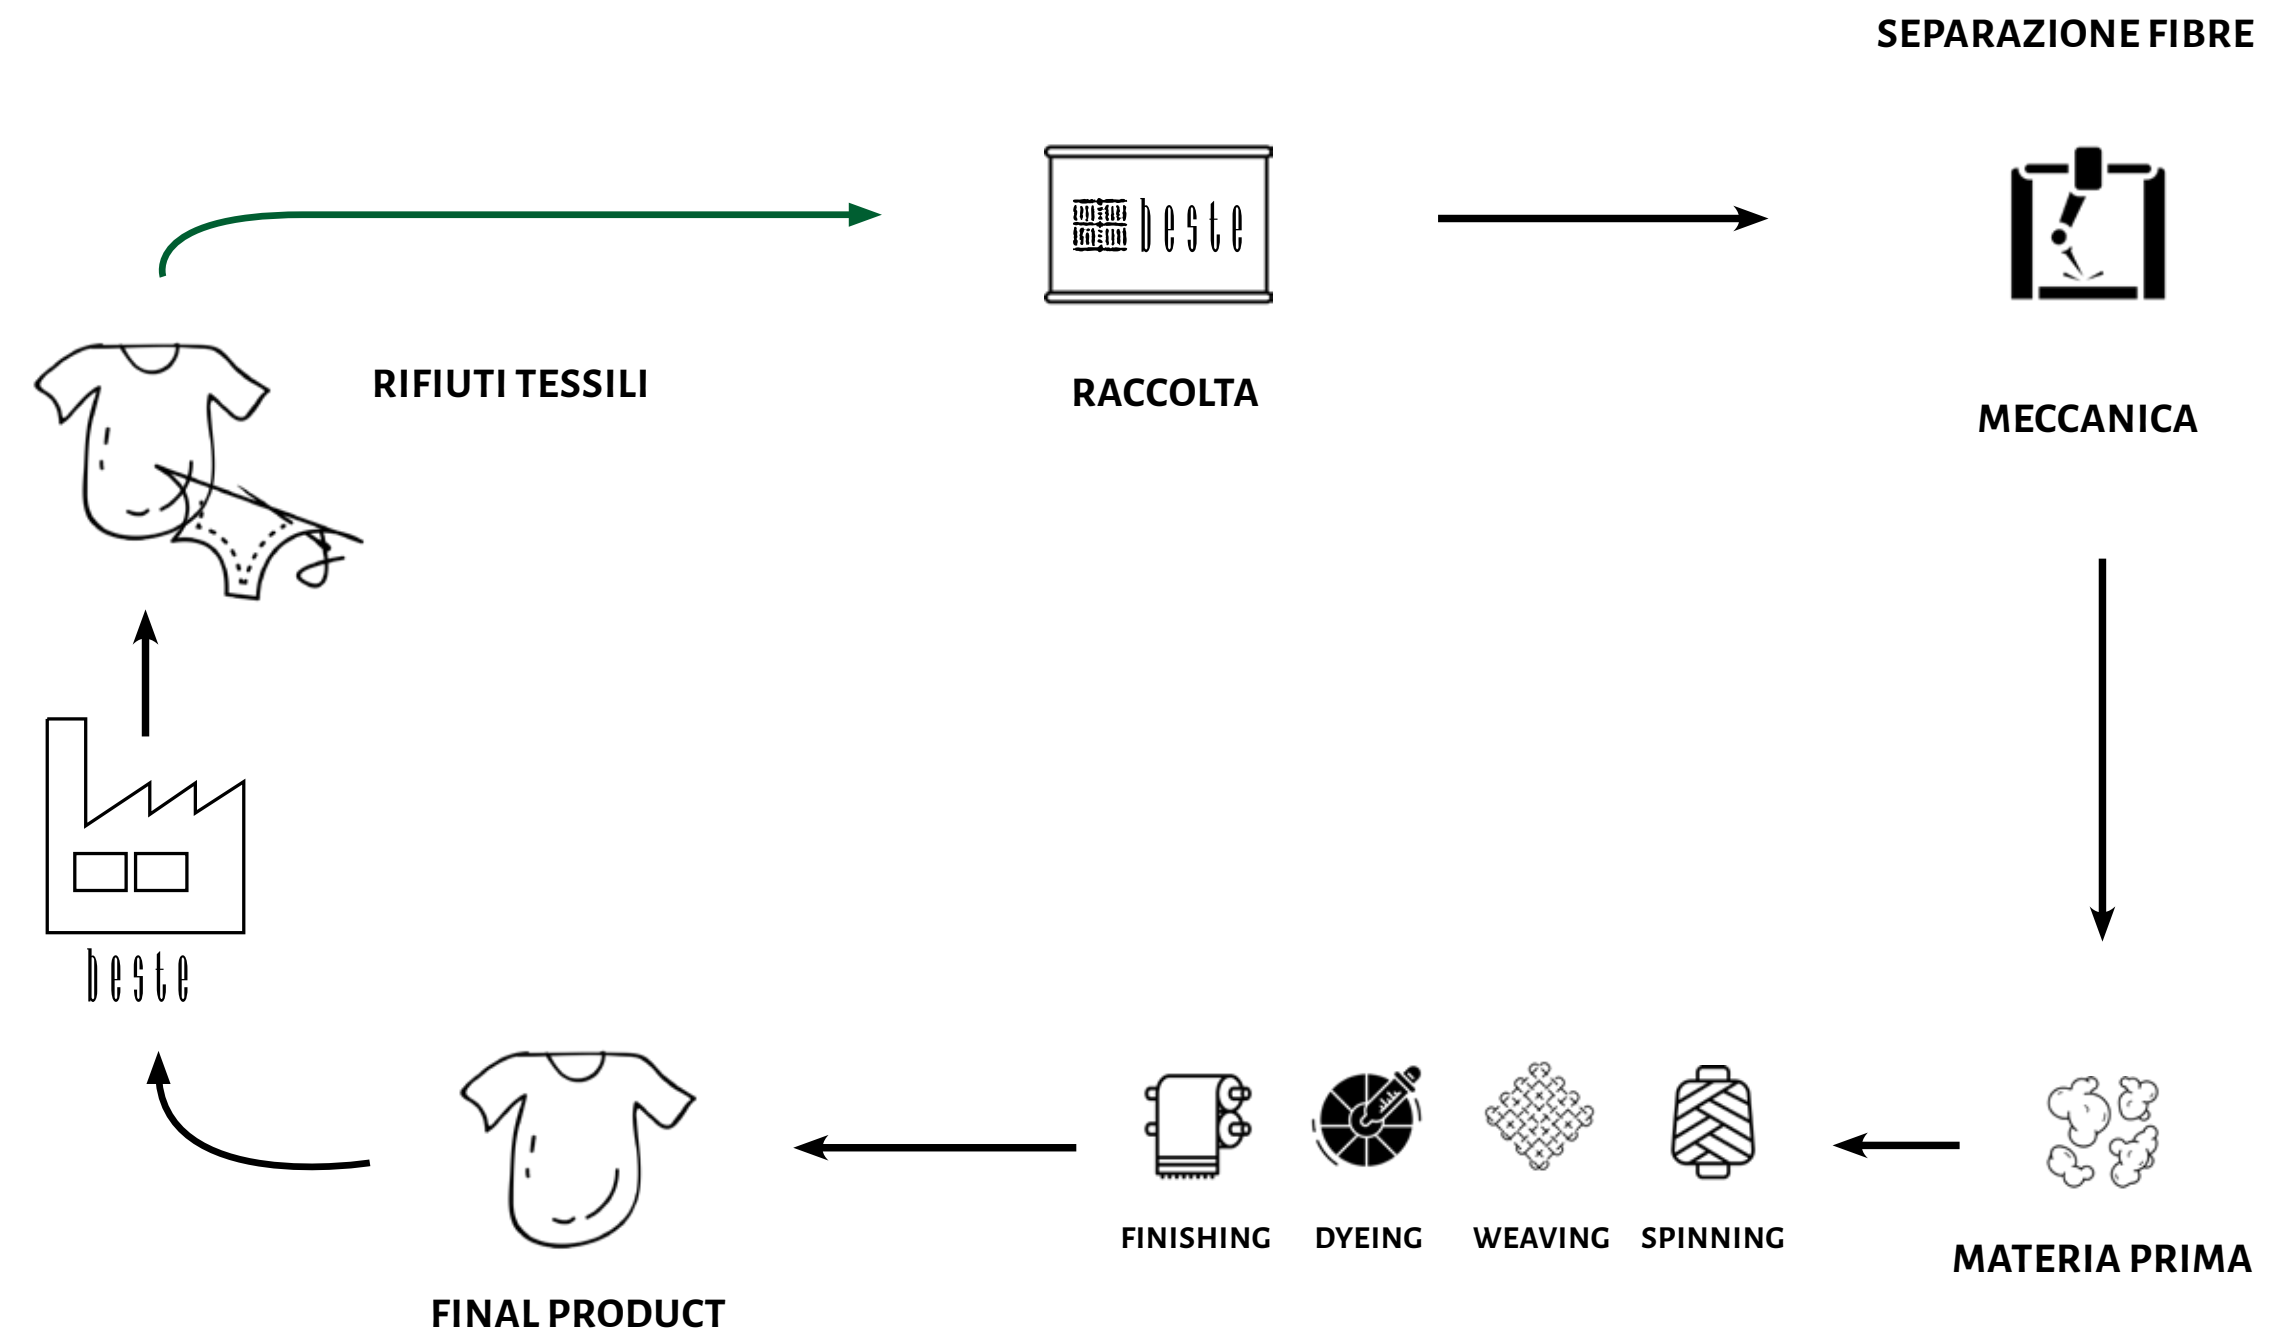 SEPARAZIONE FIBRE
beste
RIFIUTI TESSILI
RACCOLTA
MECCANICA
beste
FINISHING
DYEING
WEAVING
SPINNING
MATERIA PRIMA
FINAL PRODUCT